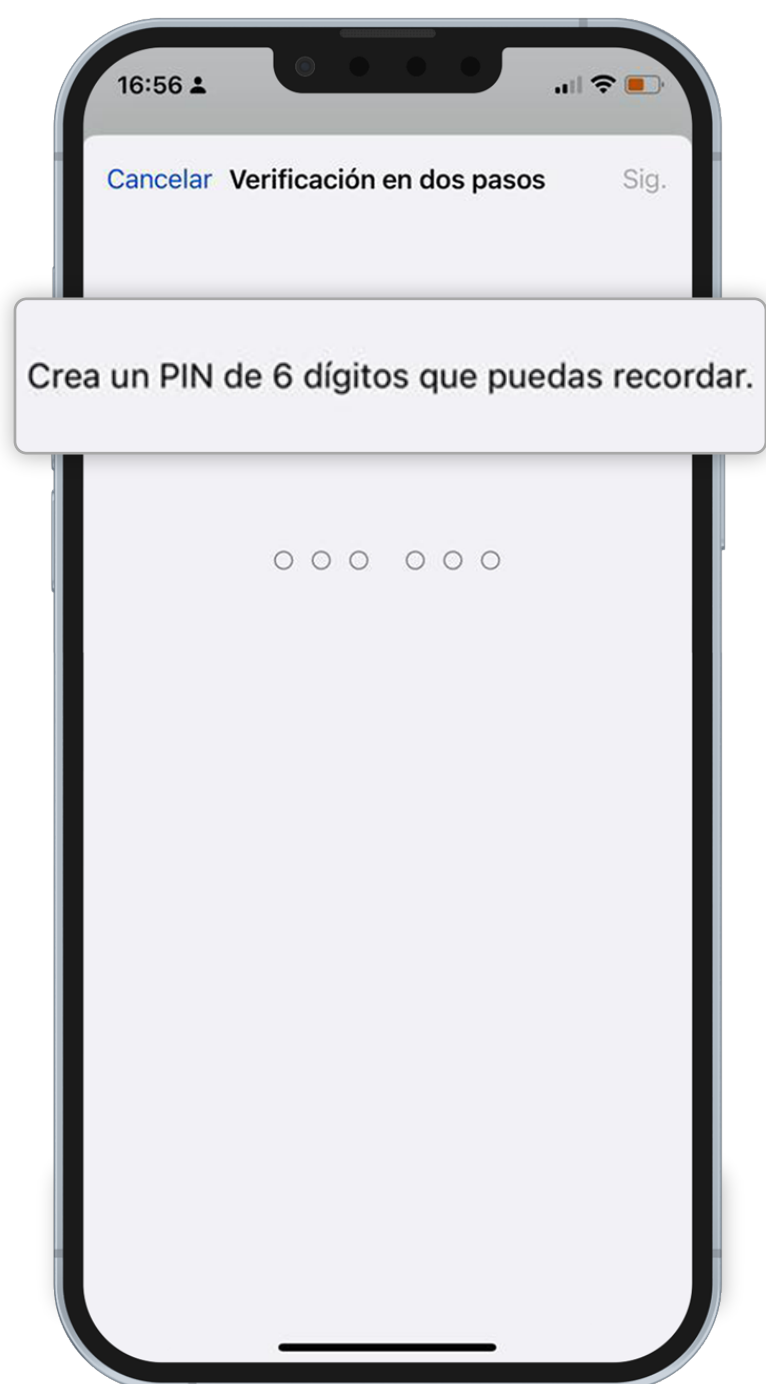 16:56
Cancelar Verificación en dos pasos Sig.
Crea un PIN de 6 dígitos que puedas recordar.